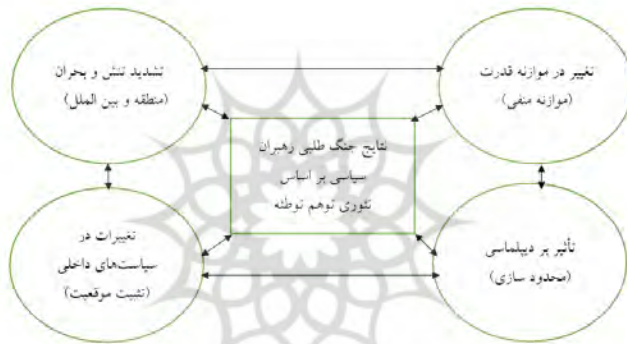 تغییر در موازنه قدرت
(موازنه منفی)
تشدید تنش و بحران
(منطقه و بین الملل)
نتایج جنگ طلبی رهبران
سیاسی بر اساس
تئوری توهم توطئه
تأثیر بر دیپلماسی
(محدود سازی)
تغییرات در
سیاست‌های داخلی
(تثبیت موقعیت)